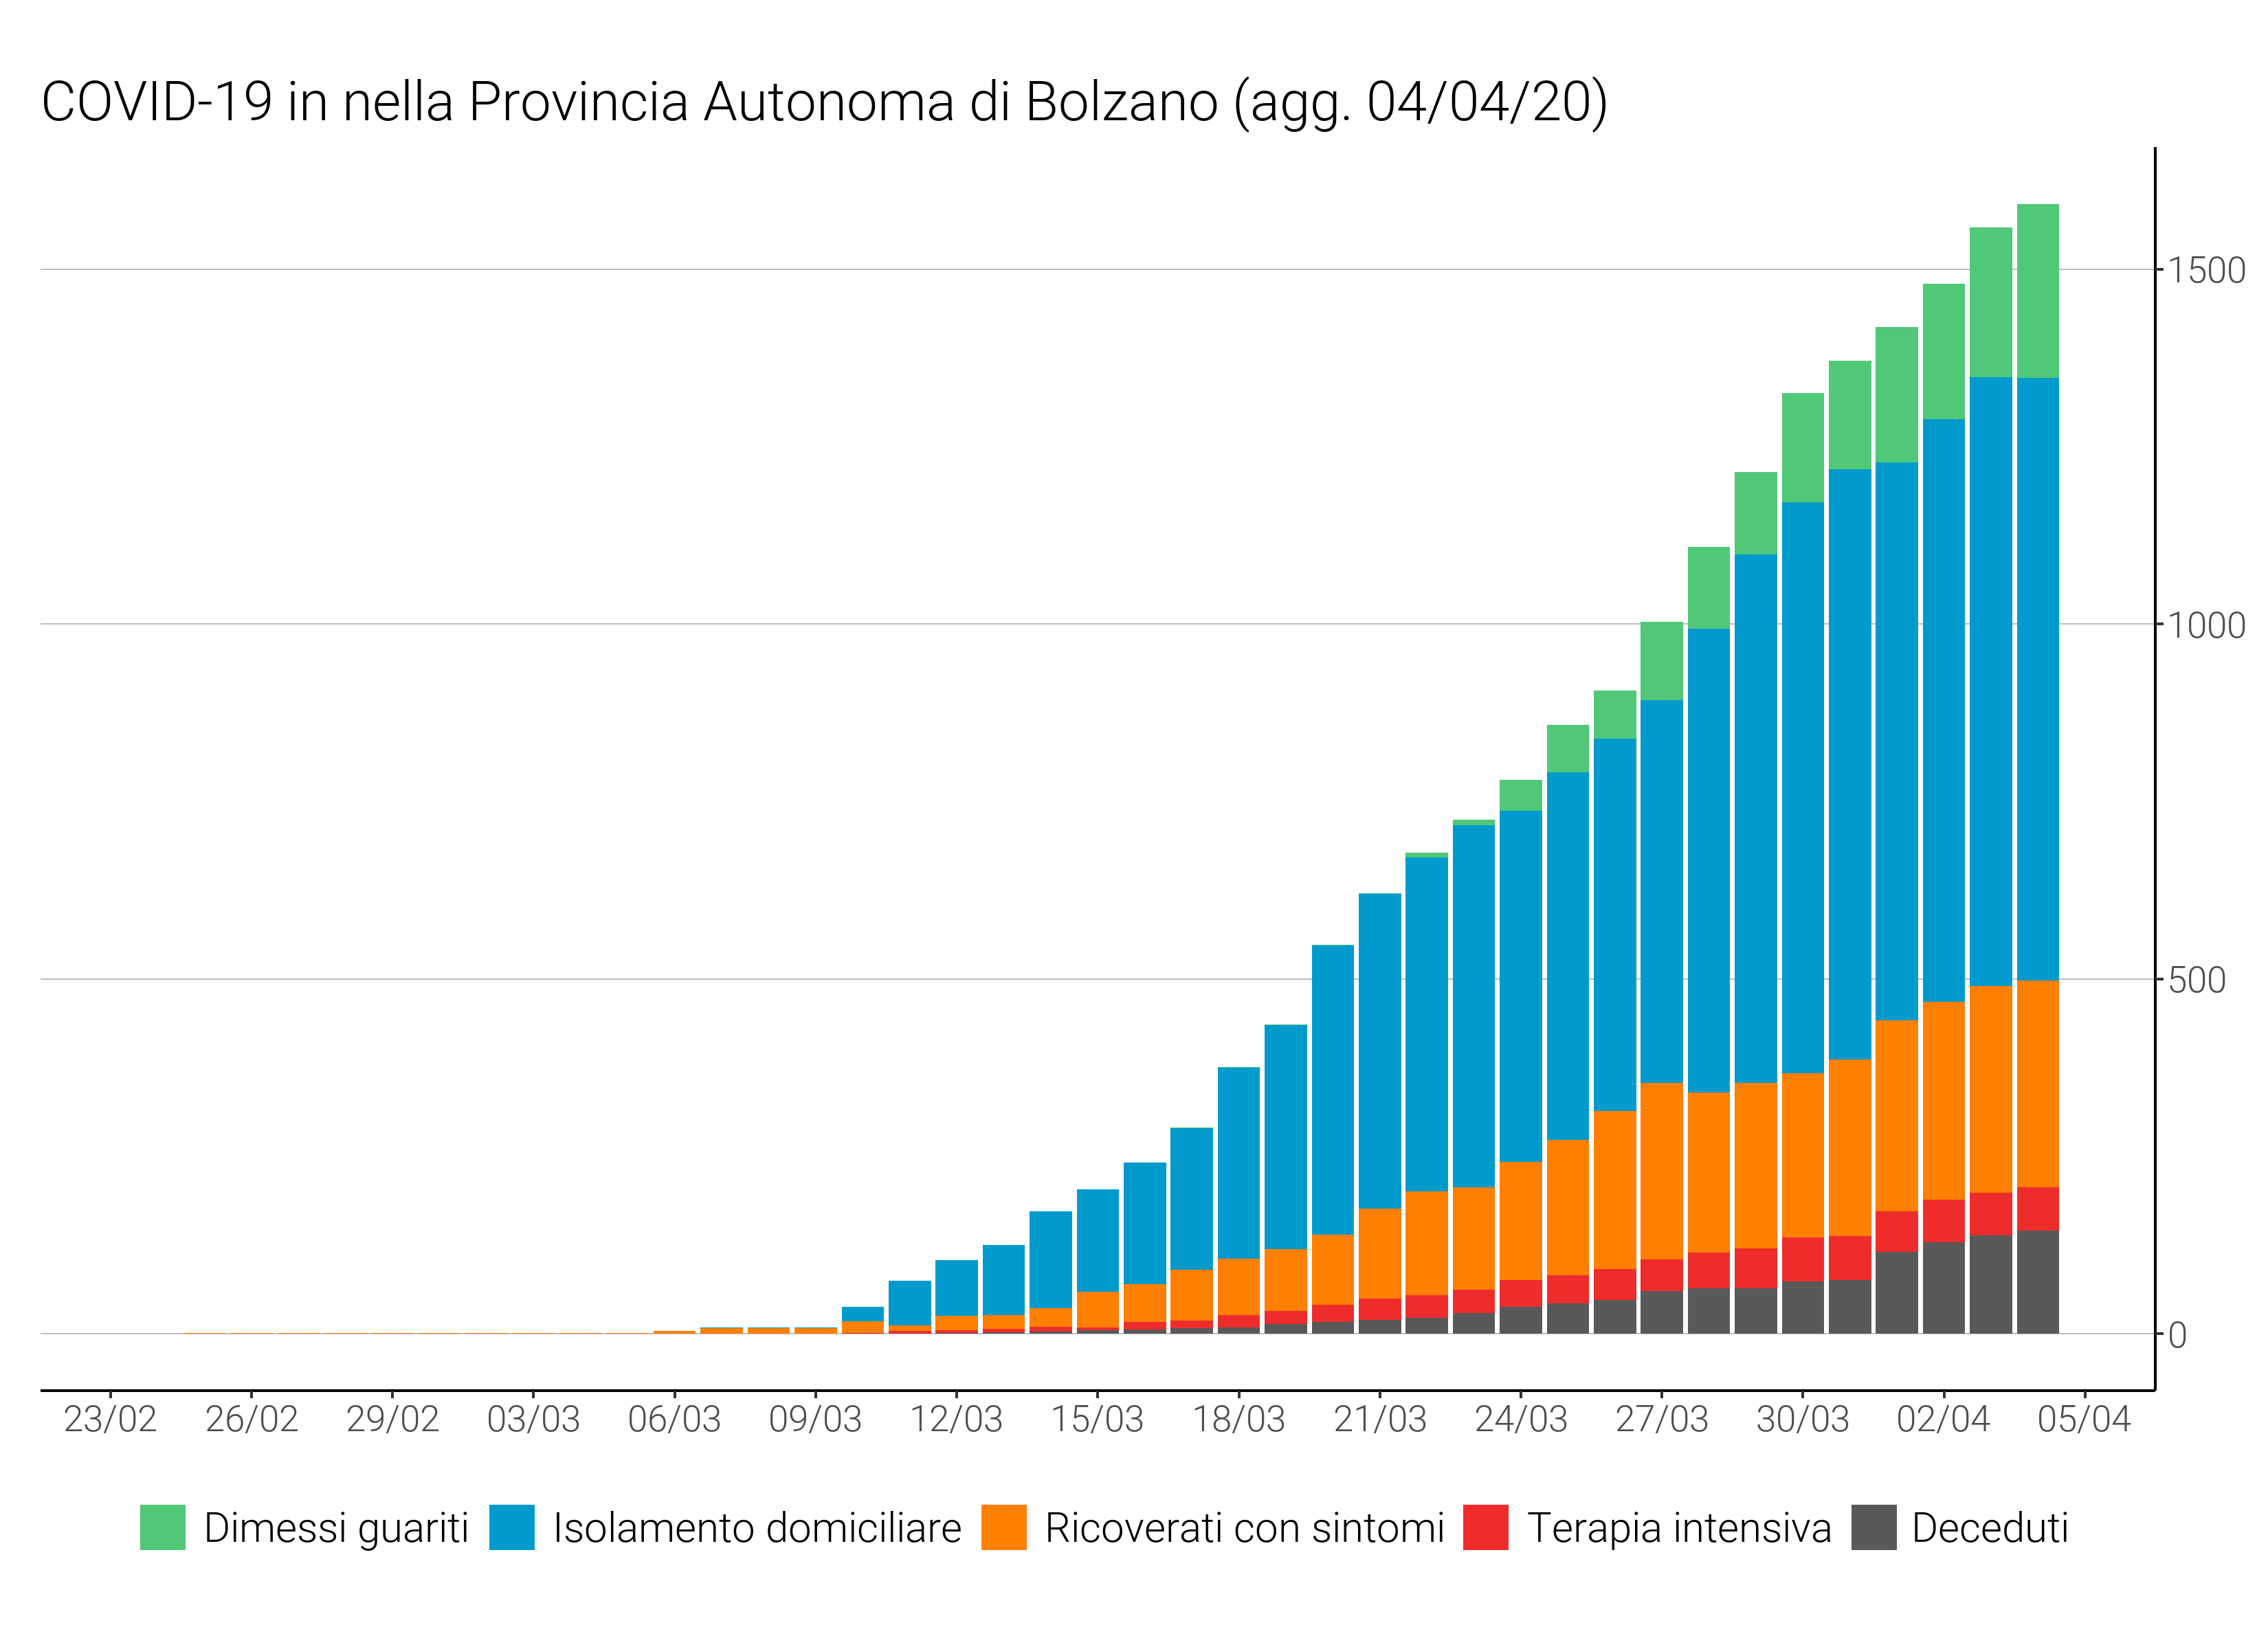 COVID-19 in nella Provincia Autonoma di Bolzano (agg. 04/04/20)
1500
1000
500
0
23/02 26/02 29/02 03/03 06/03 09/03 12/03 15/03 18/03 21/03 24/03 27/03 30/03 02/04 05/04
Dimessi guariti Isolamento domiciliare Ricoverati con sintomi Terapia intensiva Deceduti